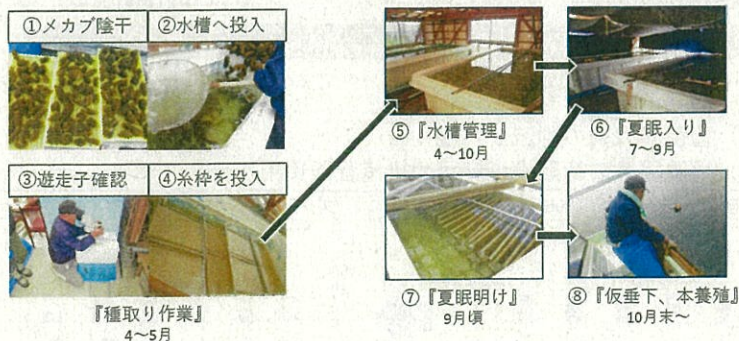 ①メカブ陰干
②水槽へ投入
③遊走子確認
④糸枠を投入
『種取り作業』
4～5月
⑤『水槽管理』
4～10月
⑥『夏眠入り』
7～9月
⑦『夏眠明け』
9月頃
⑧『仮垂下、本養殖』
10月末～